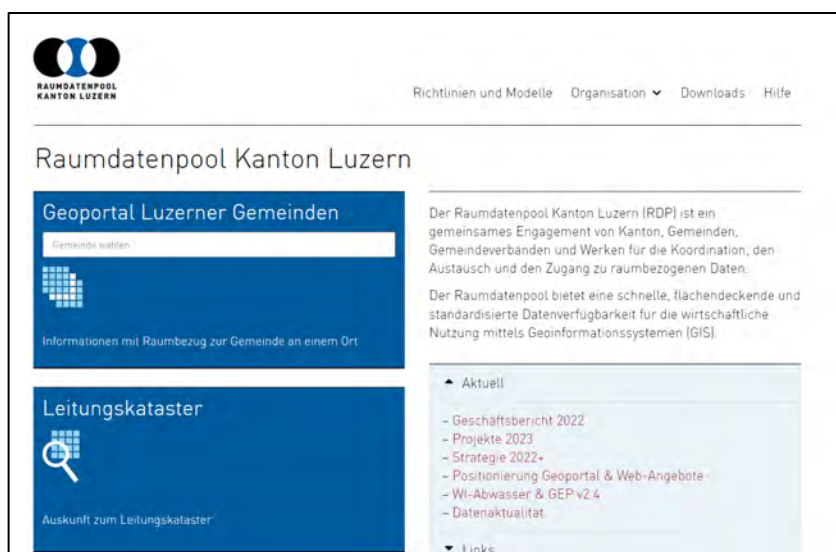 RAUMDATENPOOL
KANTON LUZERN
Richtlinien und Modelle Organisation Downloads Hilfe
Raumdatenpool Kanton Luzern
Geoportal Luzerner Gemeinden
Gemeinde wählen
Informationen mit Raumbezug zur Gemeinde an einem Ort
Leitungskataster
Auskunft zum Leitungskataster
Der Raumdatenpool Kanton Luzern (RDP) ist ein
gemeinsames Engagement von Kanton, Gemeinden,
Gemeindeverbänden und Werken für die Koordination, den
Austausch und den Zugang zu raumbezogenen Daten.
Der Raumdatenpool bietet eine schnelle, flächendeckende und
standardisierte Datenverfügbarkeit für die wirtschaftliche
Nutzung mittels Geoinformationssystemen (GIS).
Aktuell
– Geschäftsbericht 2022
– Projekte 2023
– Strategie 2022+
– Positionierung Geoportal & Web-Angebote
– WI-Abwasser & GEP v2.4
– Datenaktualität
Links